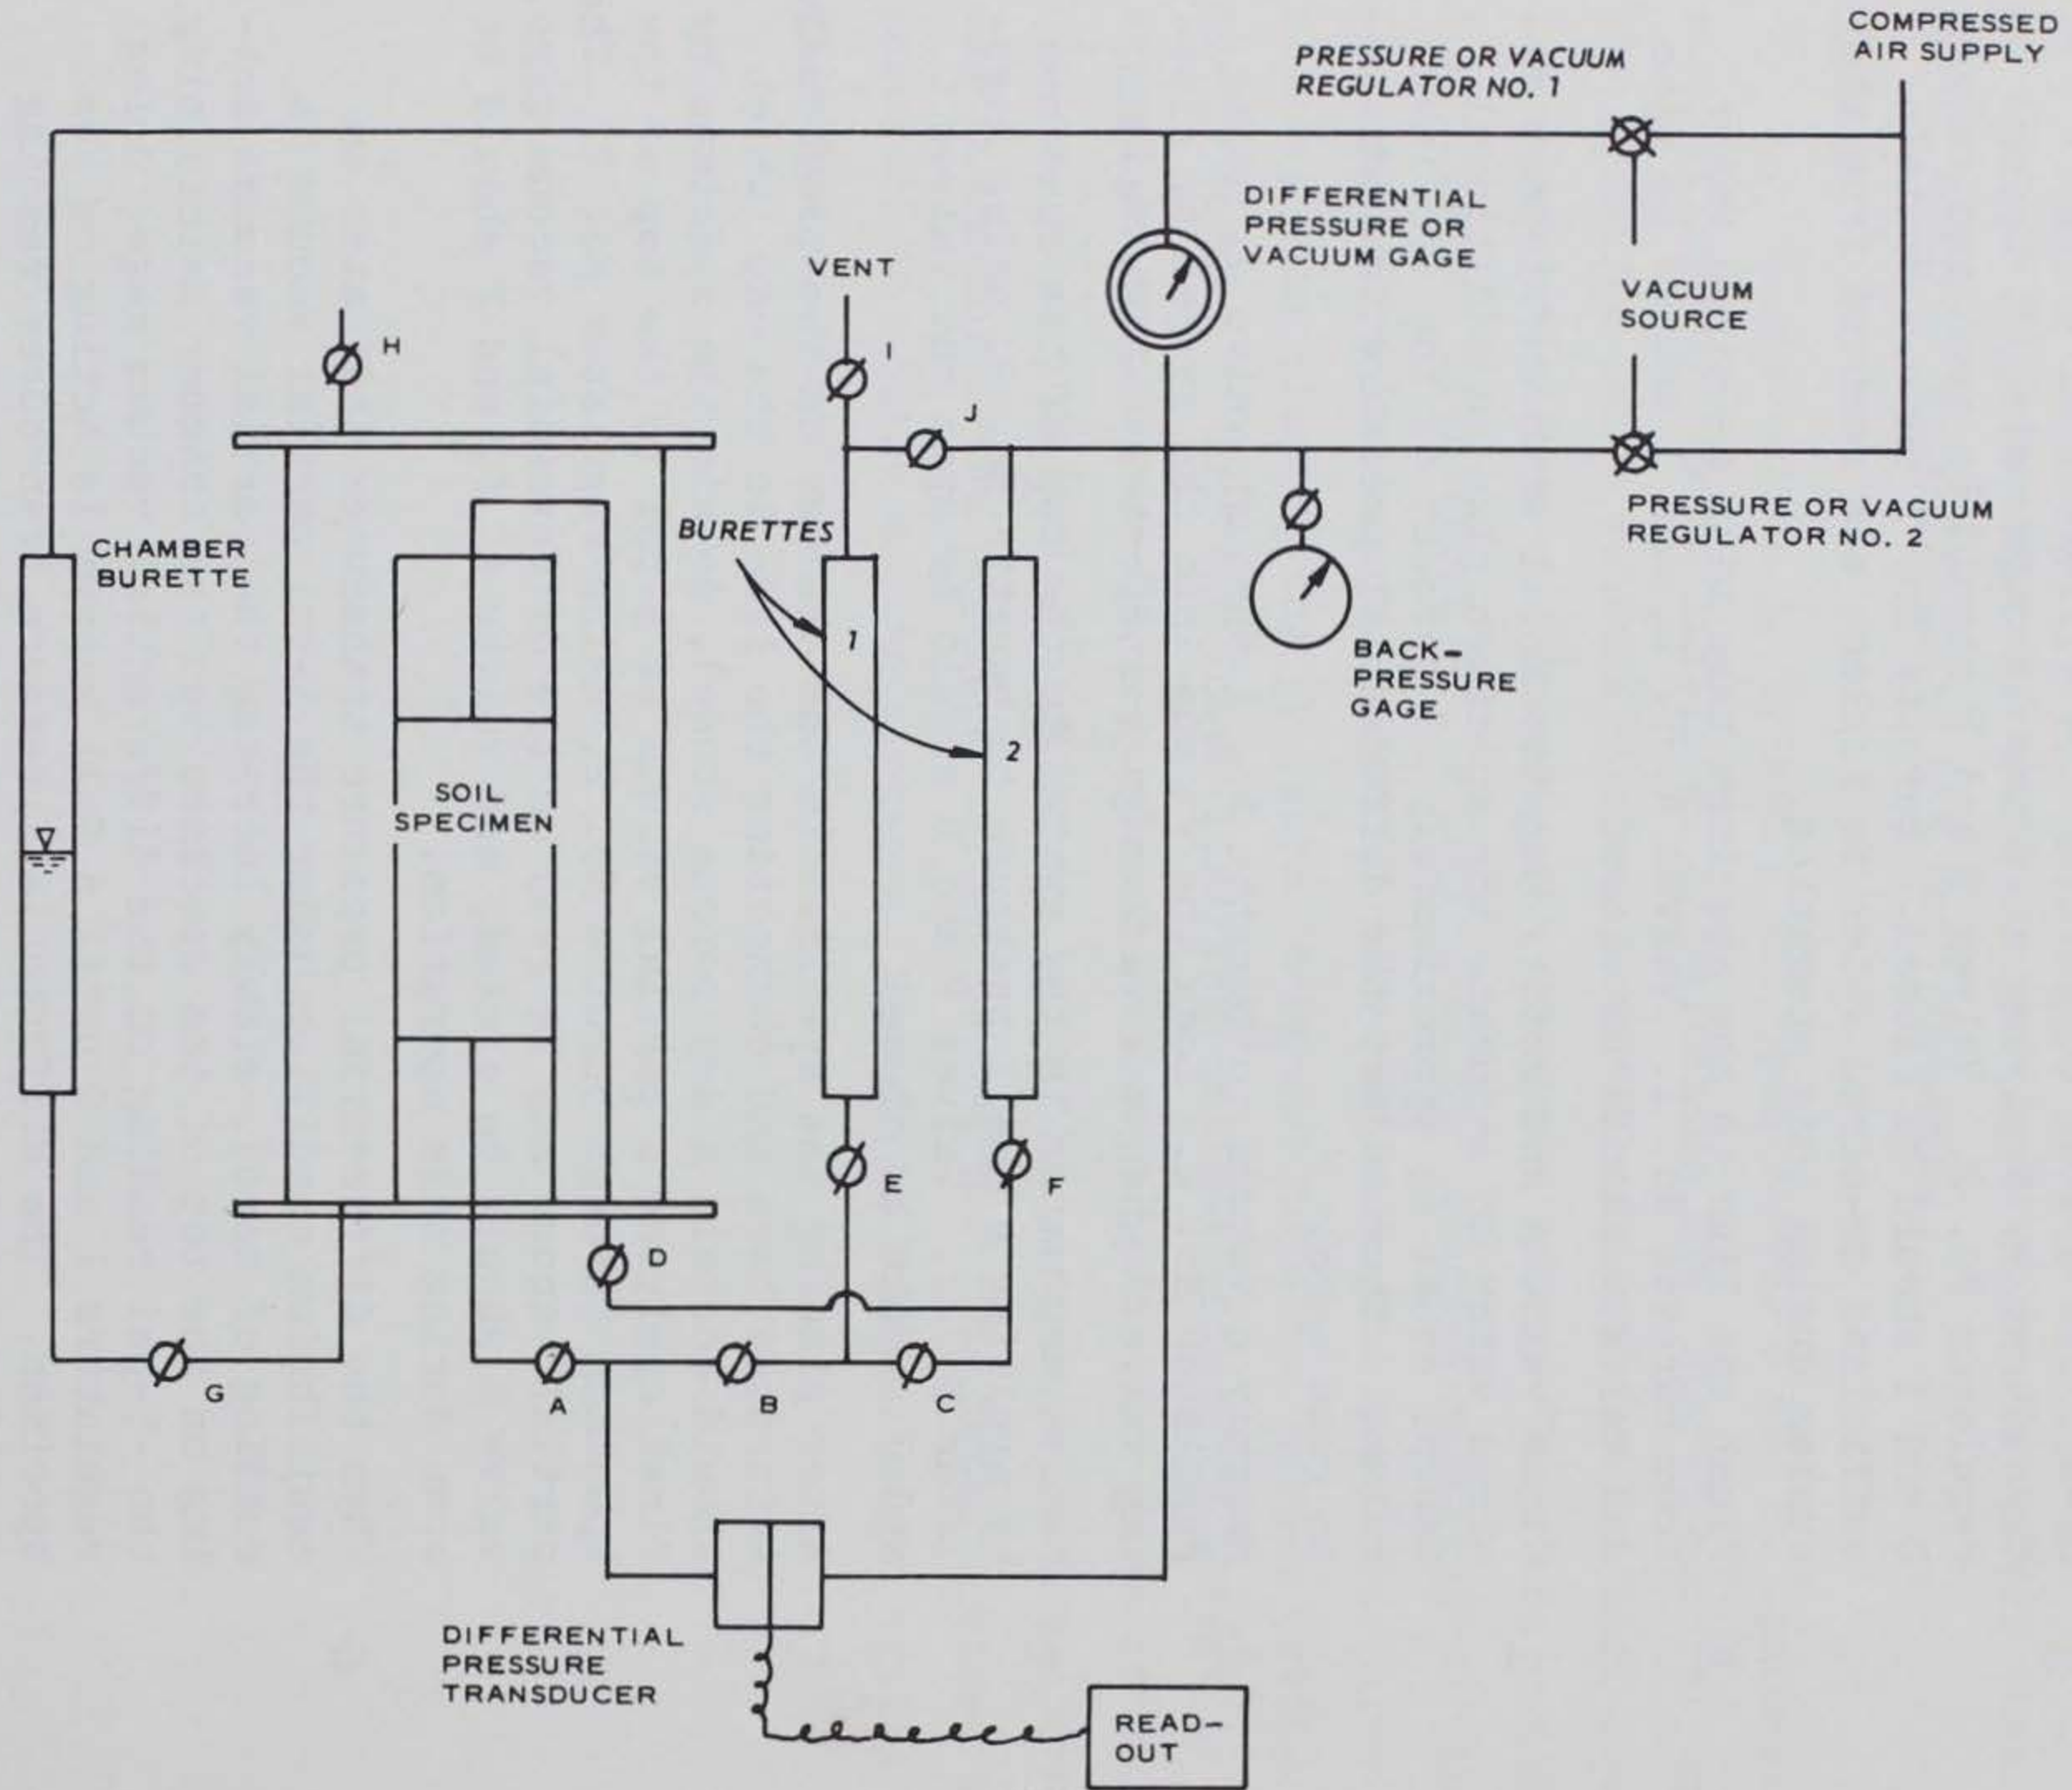 COMPRESSED
AIR SUPPLY
PRESSURE OR VACUUM
REGULATOR NO. 1
DIFFERENTIAL
PRESSURE OR
VACUUM GAGE
VENT
VACUUM
SOURCE
H
I
J
PRESSURE OR VACUUM
REGULATOR NO. 2
CHAMBER
BURETTE
BURETTES
1
2
BACK-
PRESSURE
GAGE
SOIL
SPECIMEN
E
F
D
G
A
B
C
DIFFERENTIAL
PRESSURE
TRANSDUCER
READ-
OUT